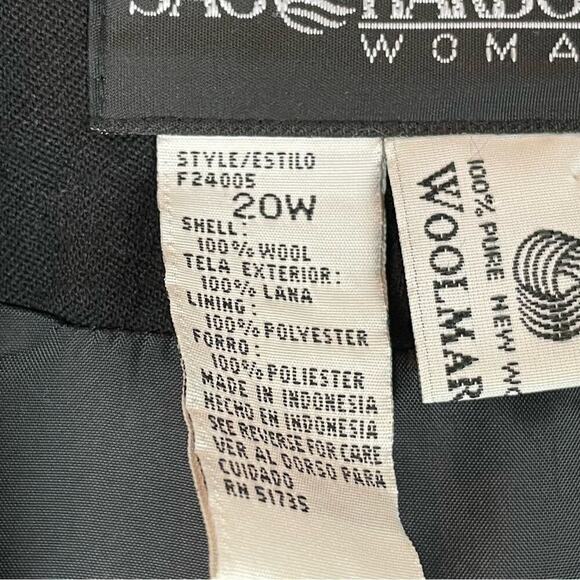 SAG HARBO
WOMA
STYLE/ESTILO
F24005
20W
SHELL:
100% WOOL
TELA EXTERIOR:
100% LANA
LINING:
100% POLYESTER
FORRO:
100% POLIESTER
MADE IN INDONESIA
HECHO EN INDONESIA
SEE REVERSE FOR CARE
VER AL DORSO PARA
CUIDADO
RN 51735
100% PURE NEW WO
WOOLMAR